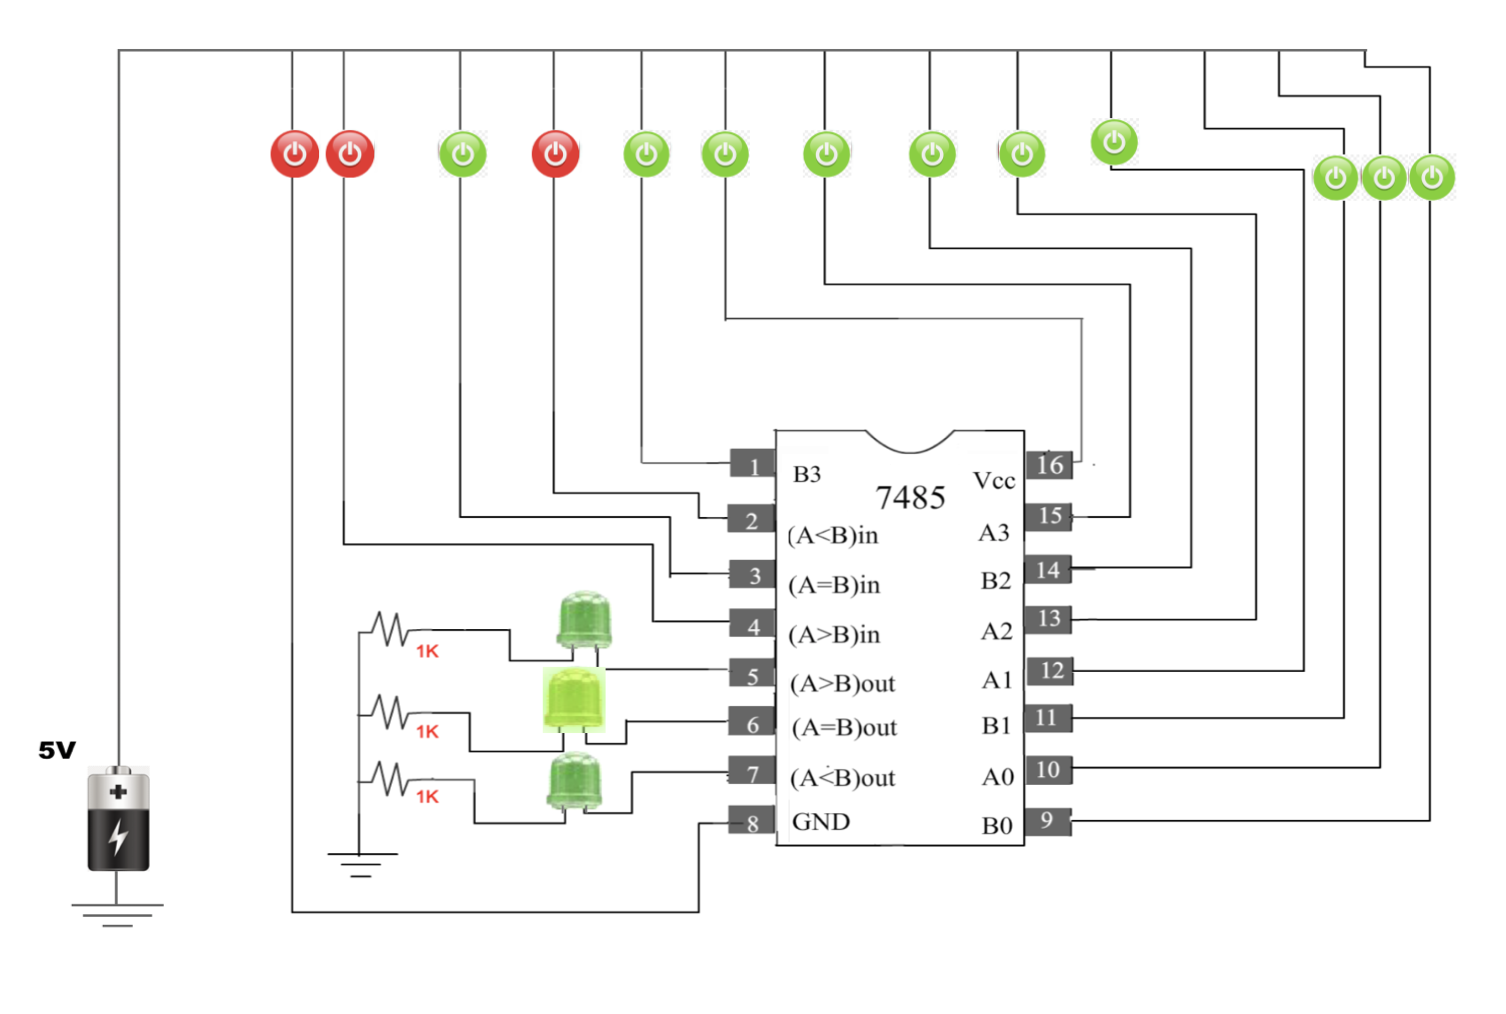 5V
1K
1K
1K
7485
1
B3
2
(A<B)in
3
(A=B)in
4
(A>B)in
5
(A>B)out
6
(A=B)out
7
(A<B)out
8
GND
Vcc
16
A3
15
B2
14
A2
13
A1
12
B1
11
A0
10
B0
9